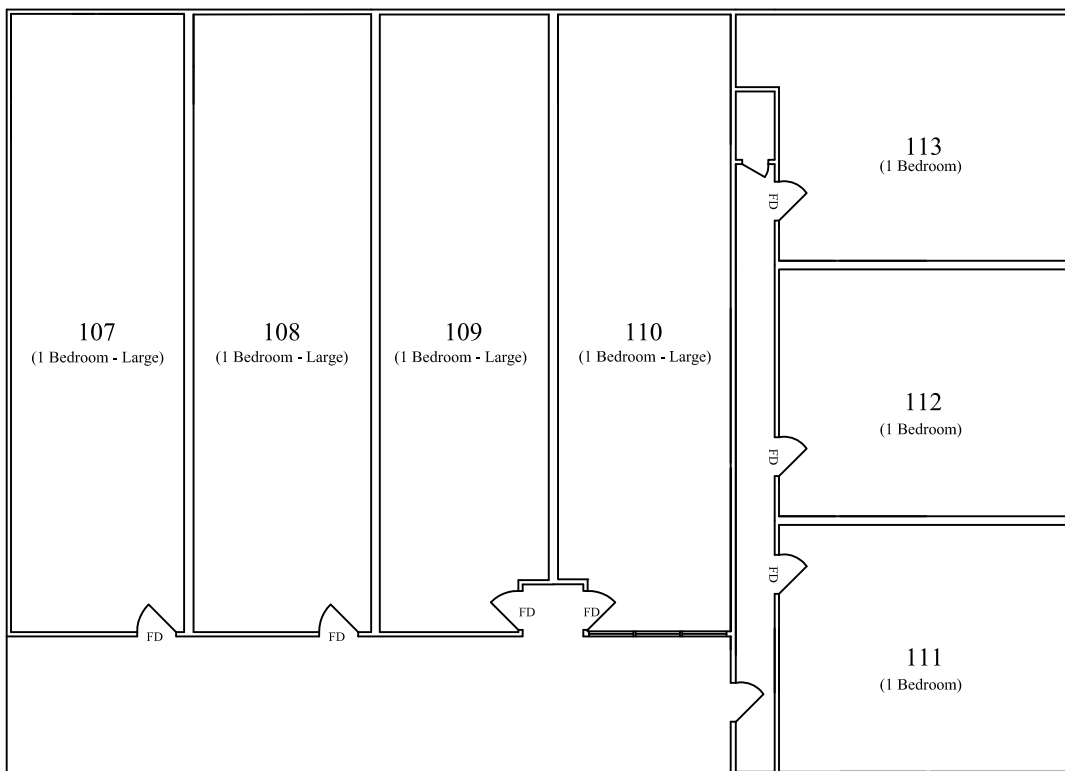 113
(1 Bedroom)
FD
107
(1 Bedroom - Large)
108
(1 Bedroom - Large)
109
(1 Bedroom - Large)
110
(1 Bedroom - Large)
112
(1 Bedroom)
FD
FD
FD
FD
FD
FD
111
(1 Bedroom)